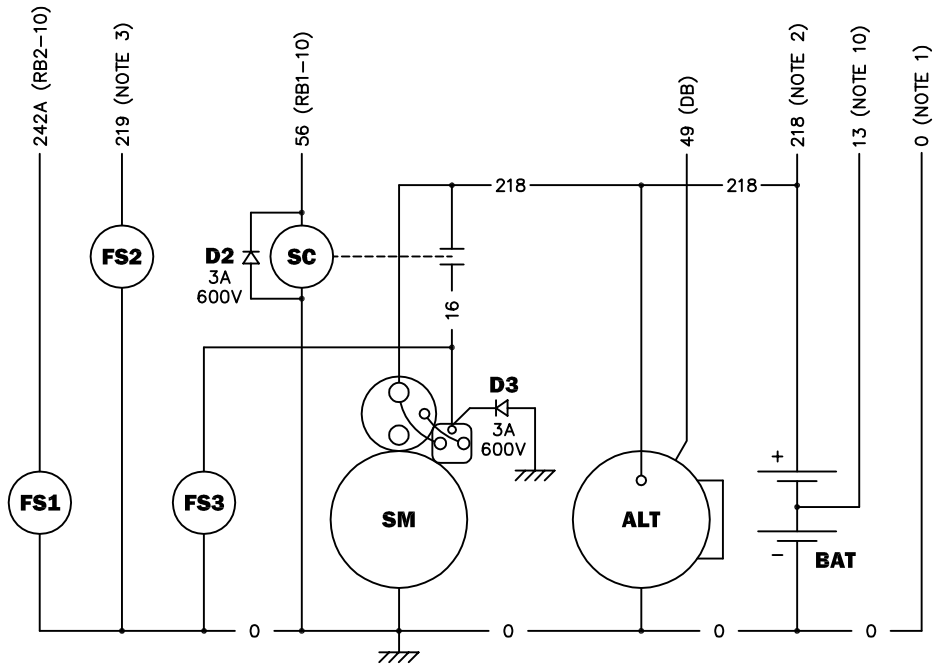 242A (RB2-10)
219 (NOTE 3)
56 (RB1-10)
49 (DB)
218 (NOTE 2)
13 (NOTE 10)
0 (NOTE 1)
218
218
FS2
D2
3A
600V
SC
16
D3
3A
600V
+
FS1
FS3
SM
ALT
−
BAT
0
0
0
0